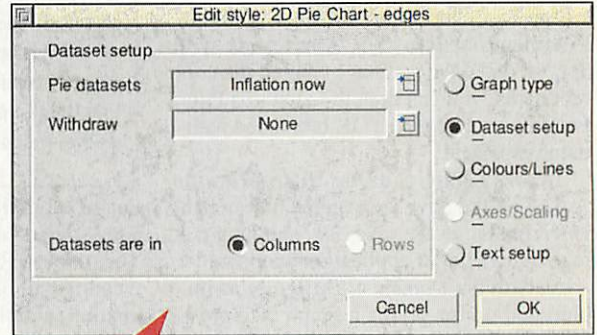 Edit style: 2D Pie Chart - edges
Dataset setup
Pie datasets
Inflation now
Withdraw
None
Datasets are in
Columns
Rows
Graph type
Dataset setup
Colours/Lines
Axes/Scaling
Text setup
Cancel
OK